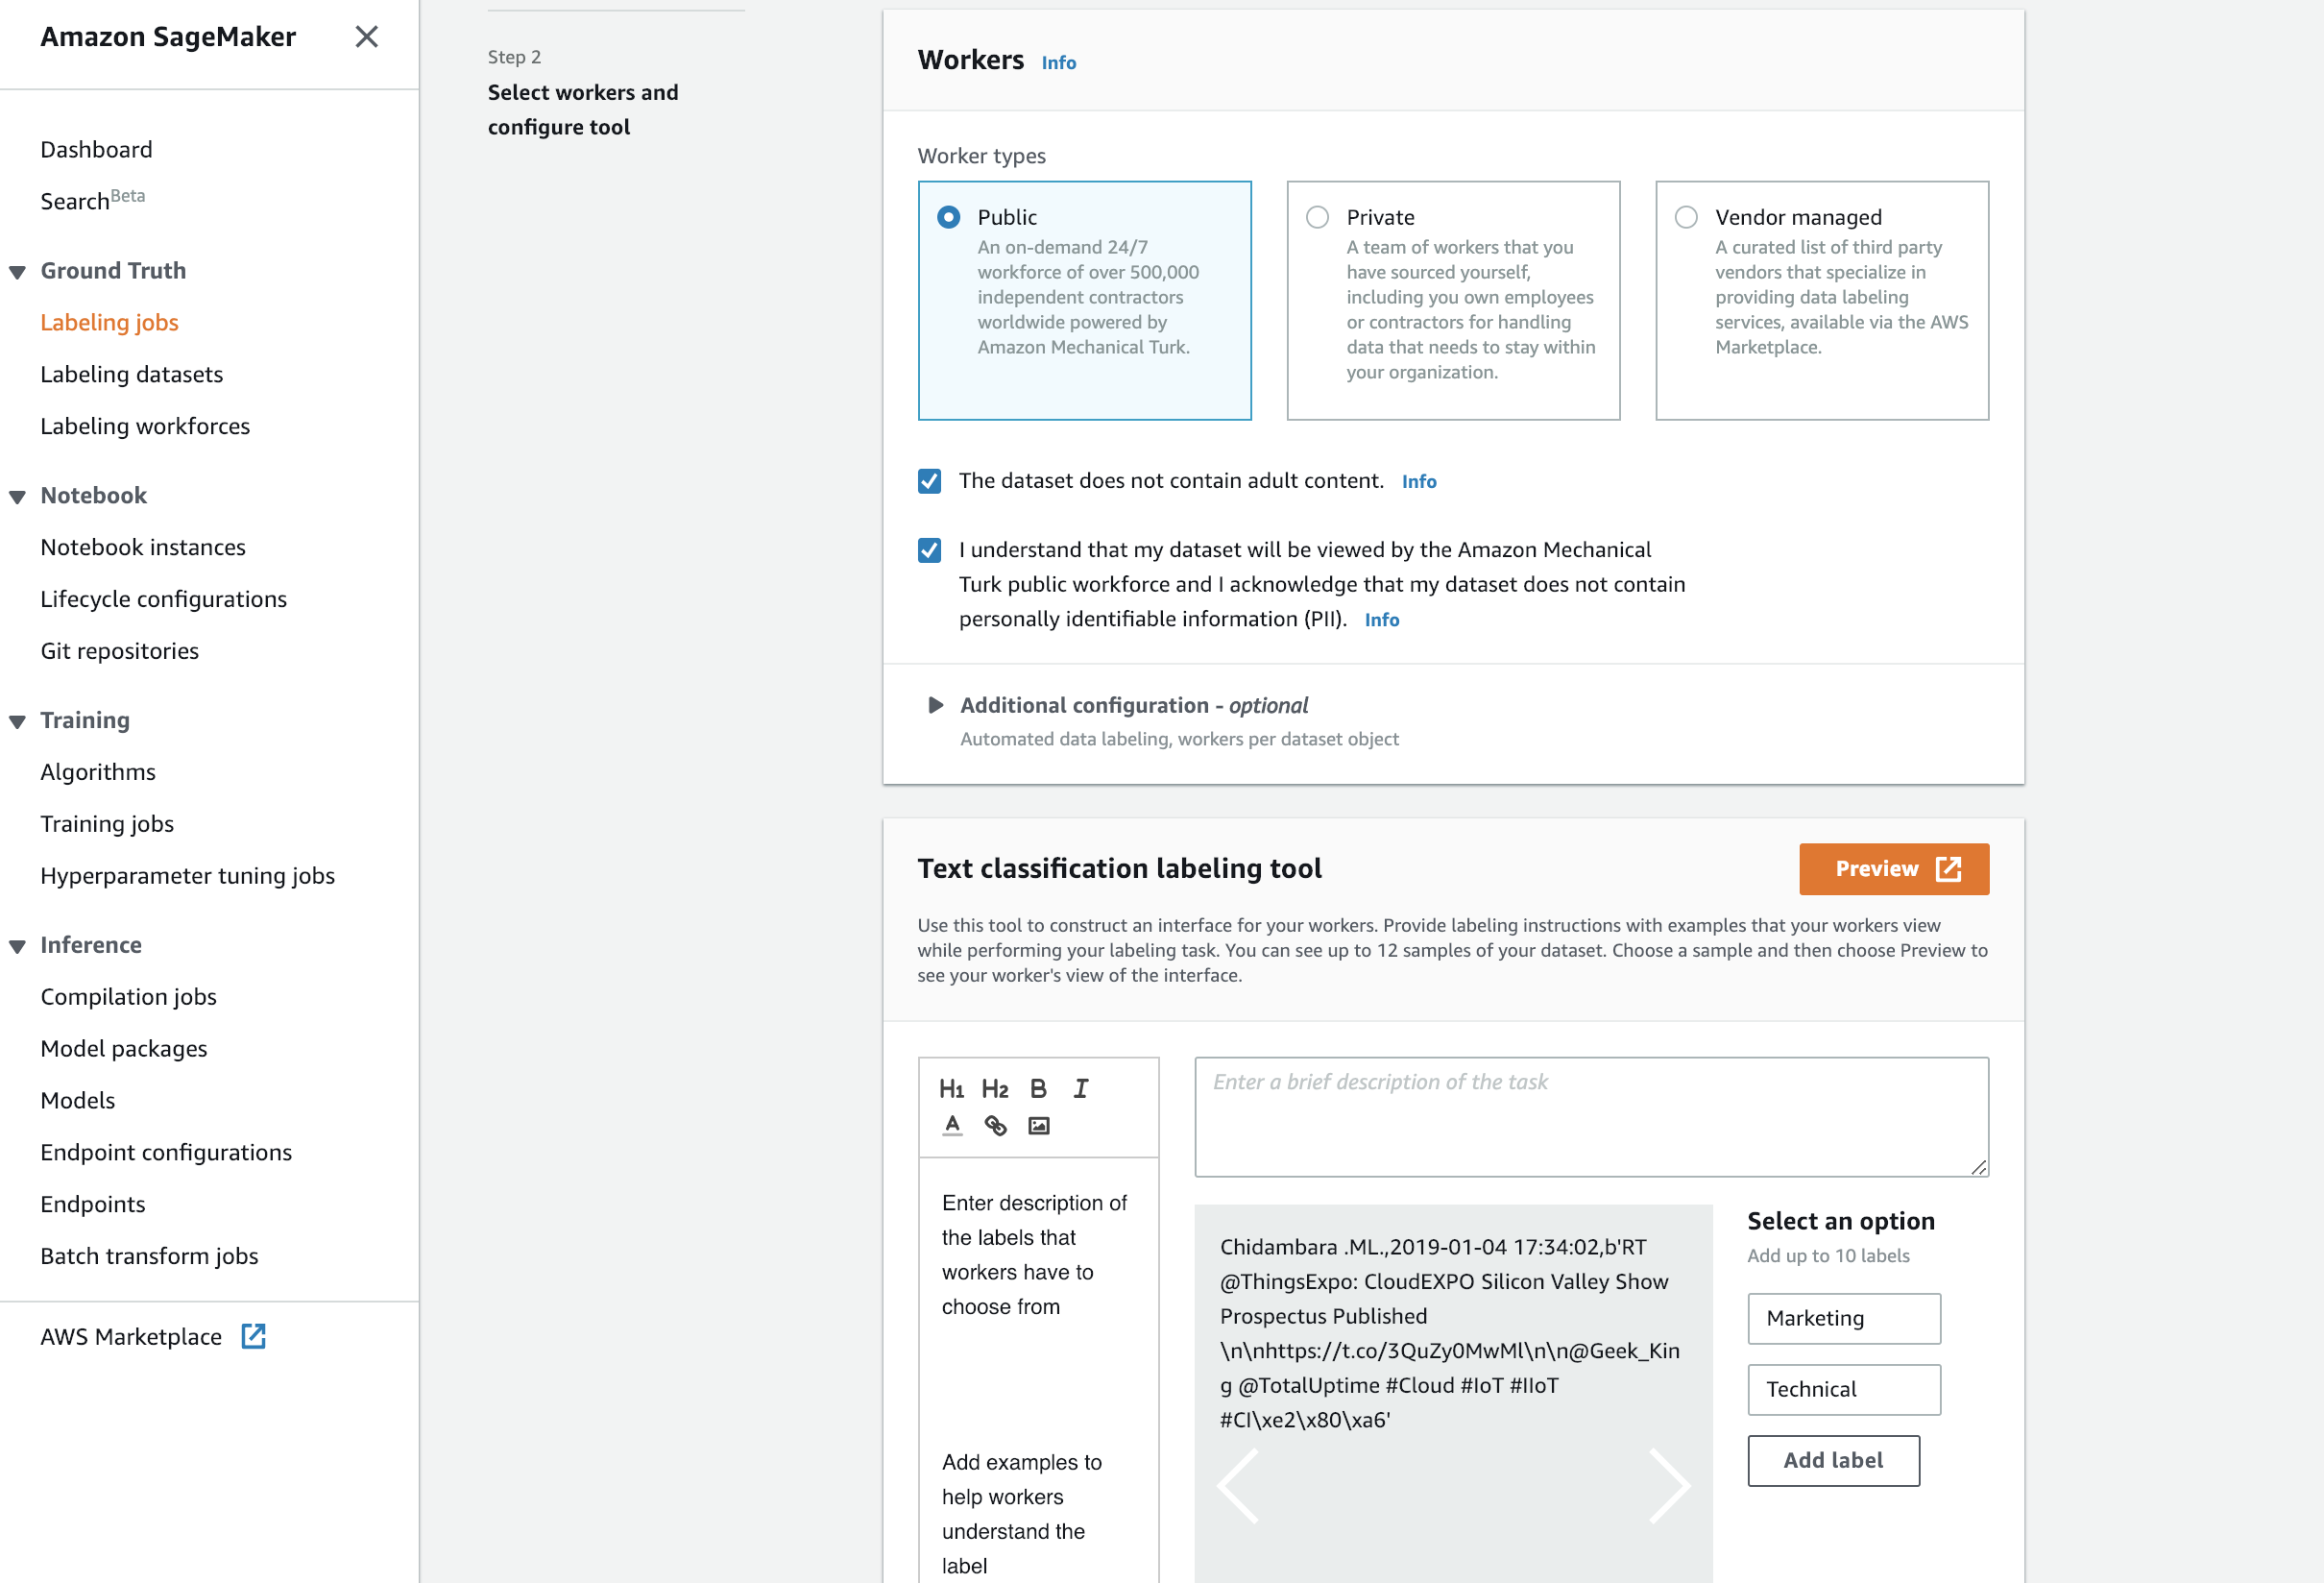 Amazon SageMaker
Dashboard
Search Beta
Ground Truth
Labeling jobs
Labeling datasets
Labeling workforces
Notebook
Notebook instances
Lifecycle configurations
Git repositories
Training
Algorithms
Training jobs
Hyperparameter tuning jobs
Inference
Compilation jobs
Model packages
Models
Endpoint configurations
Endpoints
Batch transform jobs
AWS Marketplace
Step 2
Select workers and
configure tool
Workers Info
Worker types
Public
An on-demand 24/7
workforce of over 500,000
independent contractors
worldwide powered by
Amazon Mechanical Turk.
Private
A team of workers that you
have sourced yourself,
including you own employees
or contractors for handling
data that needs to stay within
your organization.
Vendor managed
A curated list of third party
vendors that specialize in
providing data labeling
services, available via the AWS
Marketplace.
The dataset does not contain adult content. Info
I understand that my dataset will be viewed by the Amazon Mechanical
Turk public workforce and I acknowledge that my dataset does not contain
personally identifiable information (PII). Info
Additional configuration - optional
Automated data labeling, workers per dataset object
Text classification labeling tool
Preview
Use this tool to construct an interface for your workers. Provide labeling instructions with examples that your workers view
while performing your labeling task. You can see up to 12 samples of your dataset. Choose a sample and then choose Preview to
see your worker's view of the interface.
H1 H2 B I
A
Enter description of
the labels that
workers have to
choose from
Add examples to
help workers
understand the
label
Enter a brief description of the task
Chidambara .ML.,2019-01-04 17:34:02,b'RT
@ThingsExpo: CloudEXPO Silicon Valley Show
Prospectus Published
\n\nhttps://t.co/3QuZy0MwMl\n\n@Geek_Kin
g @TotalUptime #Cloud #IoT #IIoT
#CI\xe2\x80\xa6'
Select an option
Add up to 10 labels
Marketing
Technical
Add label